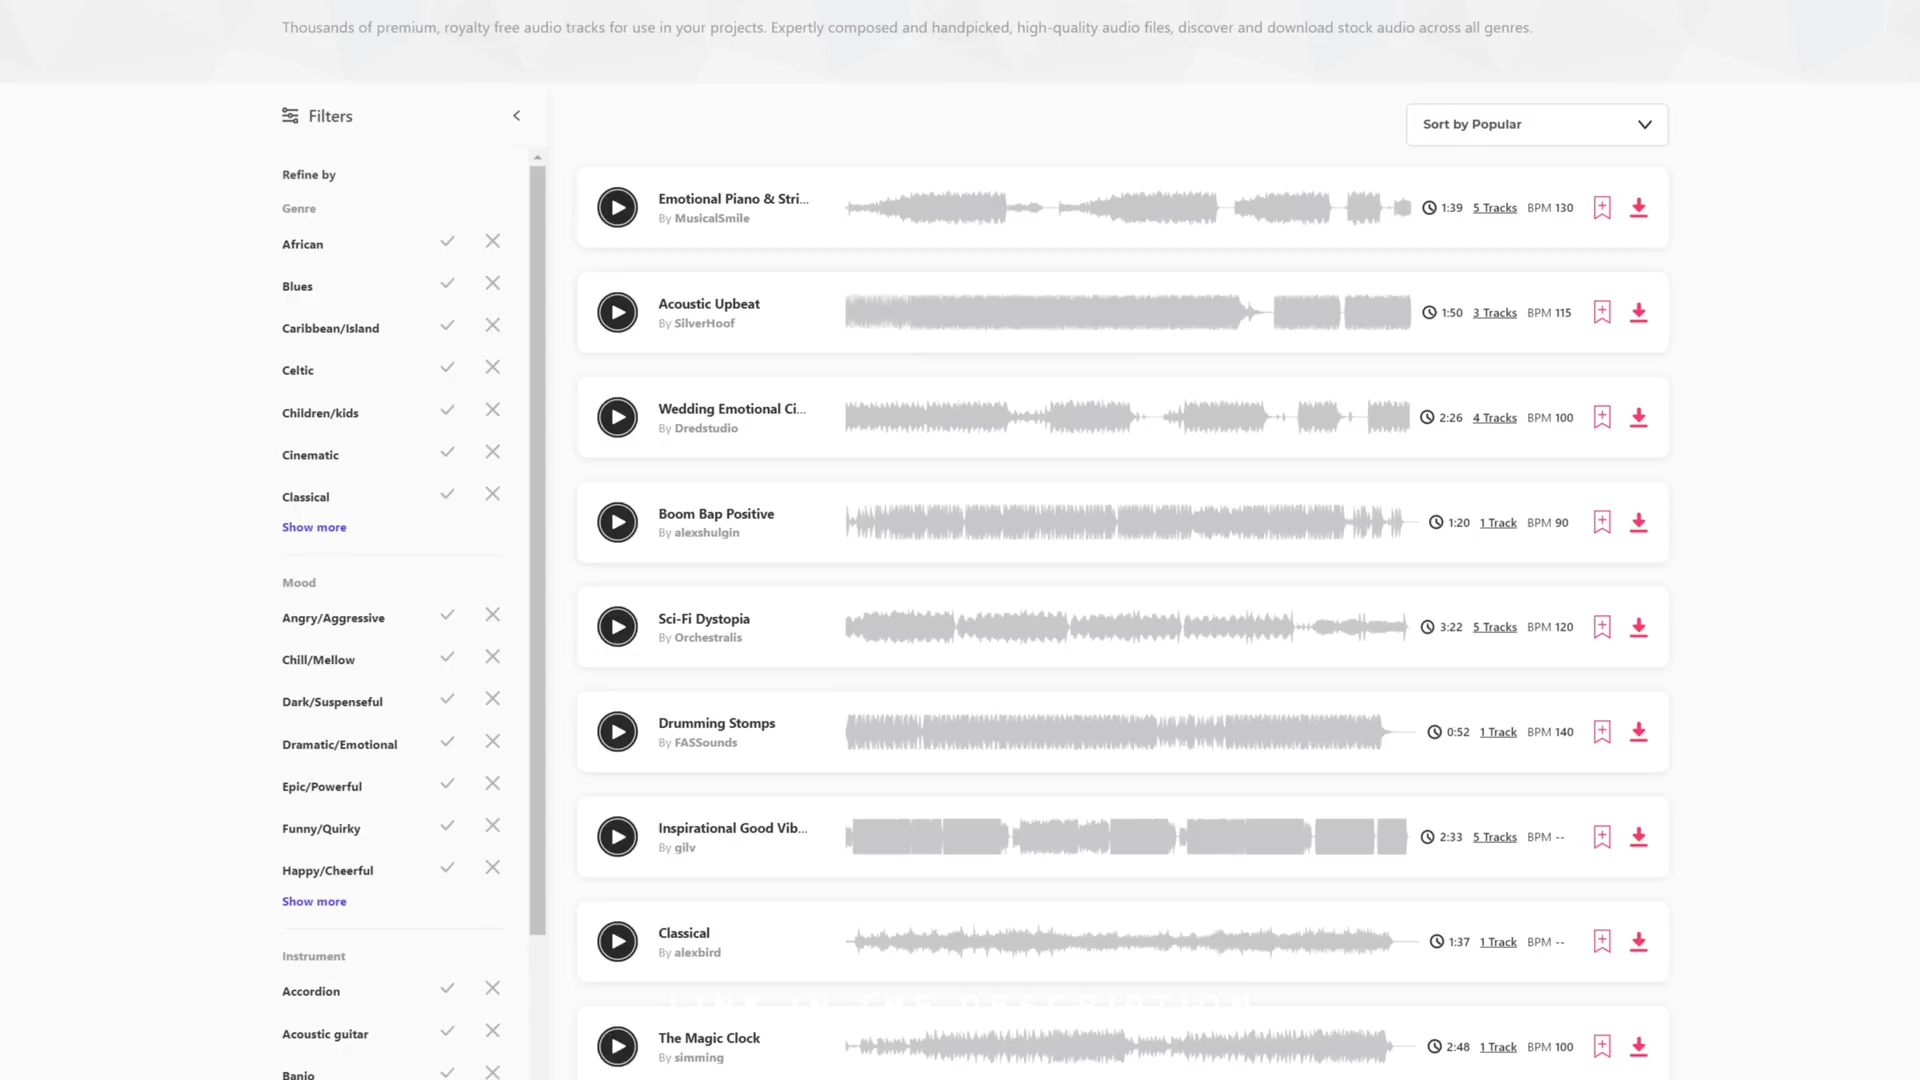 Thousands of premium, royalty free audio tracks for use in your projects. Expertly composed and handpicked, high-quality audio files, discover and download stock audio across all genres.
Filters
Sort by Popular
Refine by
Genre
African
Blues
Caribbean/Island
Celtic
Children/kids
Cinematic
Classical
Show more
Mood
Angry/Aggressive
Chill/Mellow
Dark/Suspenseful
Dramatic/Emotional
Epic/Powerful
Funny/Quirky
Happy/Cheerful
Show more
Instrument
Accordion
Acoustic guitar
Banjo
Emotional Piano & Stri...
By MusicalSmile
1:39 5 Tracks BPM 130
Acoustic Upbeat
By SilverHoof
1:50 3 Tracks BPM 115
Wedding Emotional Ci...
By Dredstudio
2:26 4 Tracks BPM 100
Boom Bap Positive
By alexshulgin
1:20 1 Track BPM 90
Sci-Fi Dystopia
By Orchestralis
3:22 5 Tracks BPM 120
Drumming Stomps
By FASSounds
0:52 1 Track BPM 140
Inspirational Good Vib...
By gilv
2:33 5 Tracks BPM --
Classical
By alexbird
1:37 1 Track BPM --
LINK IN THE DESCRIPTION
The Magic Clock
By simming
2:48 1 Track BPM 100